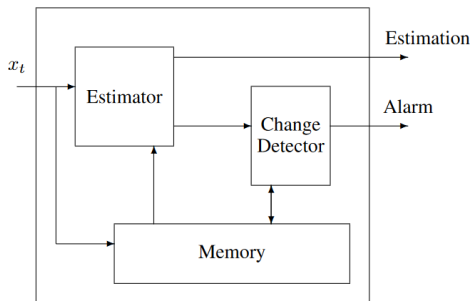 Estimation
x_t
Estimator
Alarm
Change
Detector
Memory